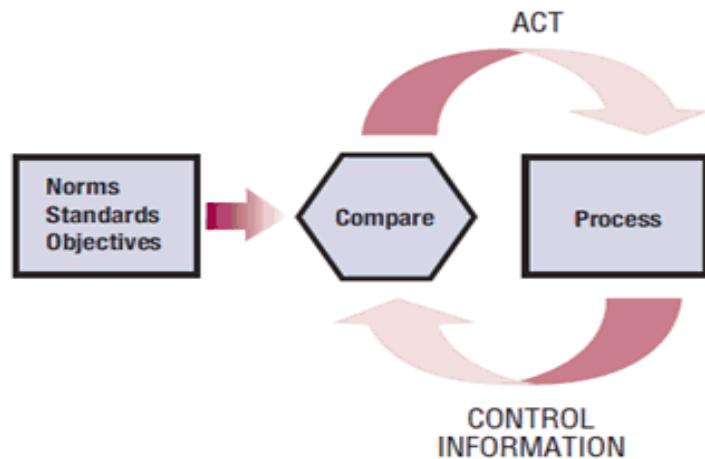 ACT
Norms
Standards
Objectives
Compare
Process
CONTROL
INFORMATION